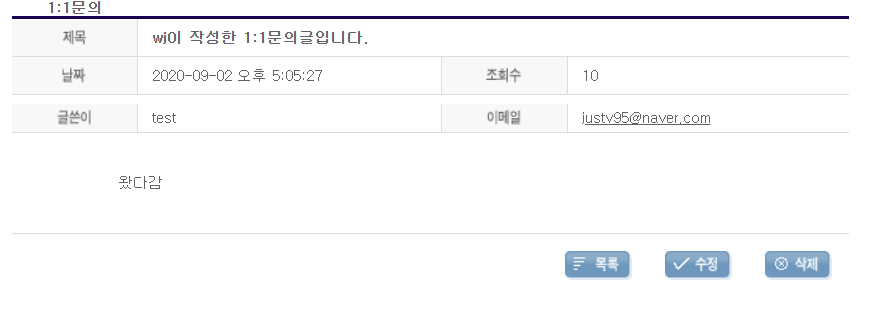 1:1문의
제목 wj이 작성한 1:1문의글입니다.
날짜 2020-09-02 오후 5:05:27 조회수 10
글쓴이 test 이메일 justv95@naver.com
왔다감
목록 수정 삭제